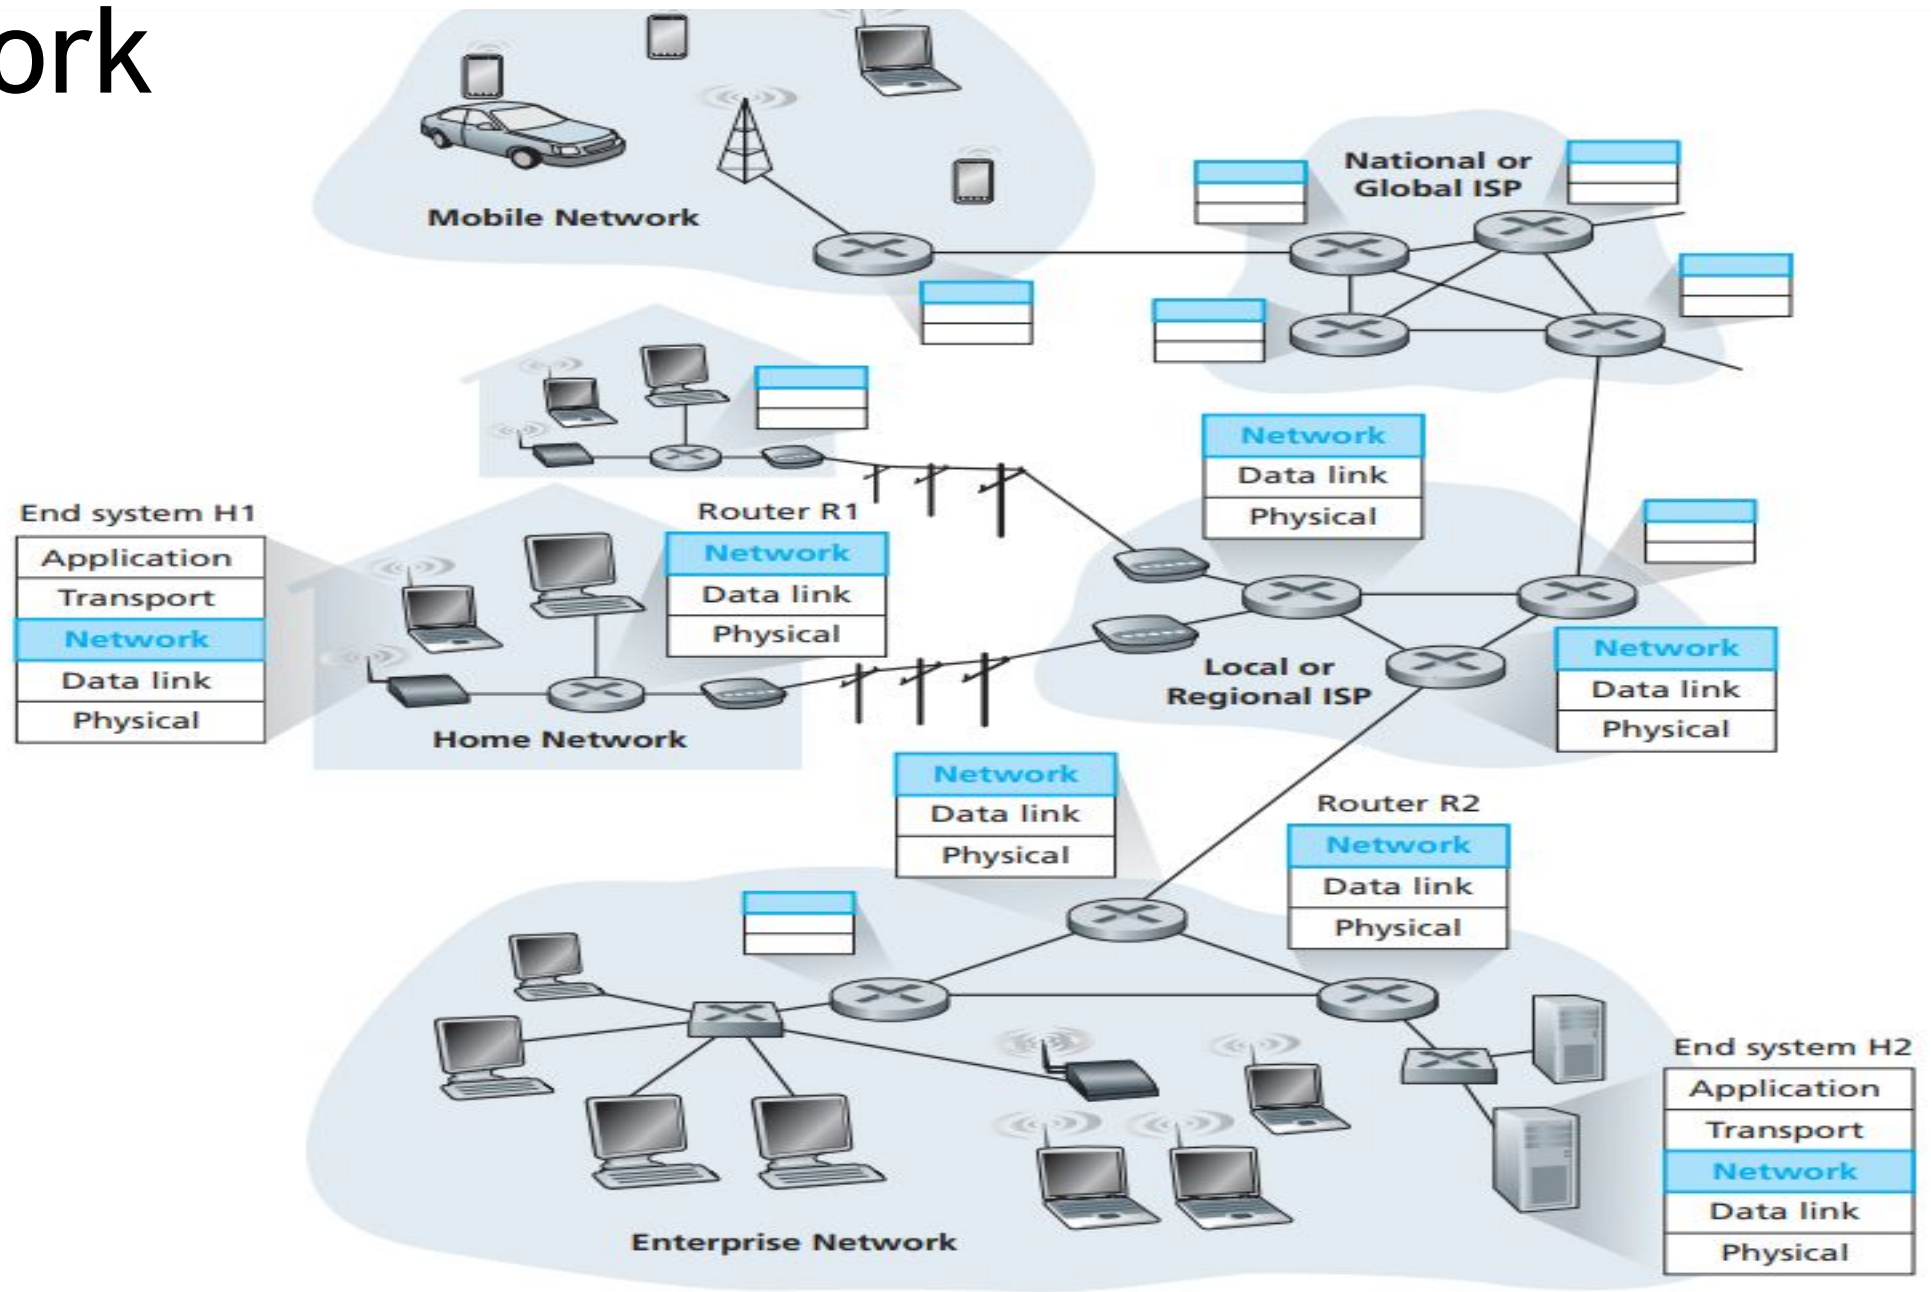 ork
Mobile Network
National or
Global ISP
Network
Data link
Physical
End system H1
Application
Transport
Network
Data link
Physical
Router R1
Network
Data link
Physical
Home Network
Local or
Regional ISP
Network
Data link
Physical
Network
Data link
Physical
Router R2
Network
Data link
Physical
End system H2
Application
Transport
Network
Data link
Physical
Enterprise Network